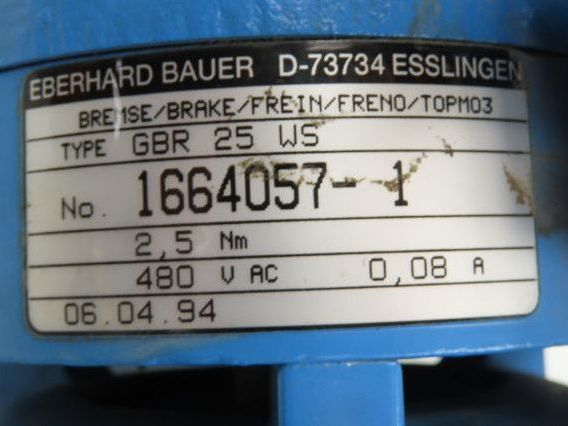 EBERHARD BAUER D-73734 ESSLINGEN
BREMSE/BRAKE/FREIN/FRENO/TOPMO3
TYPE GBR 25 WS
No. 1664057- 1
2,5 Nm
480 V AC 0,08 A
06.04.94